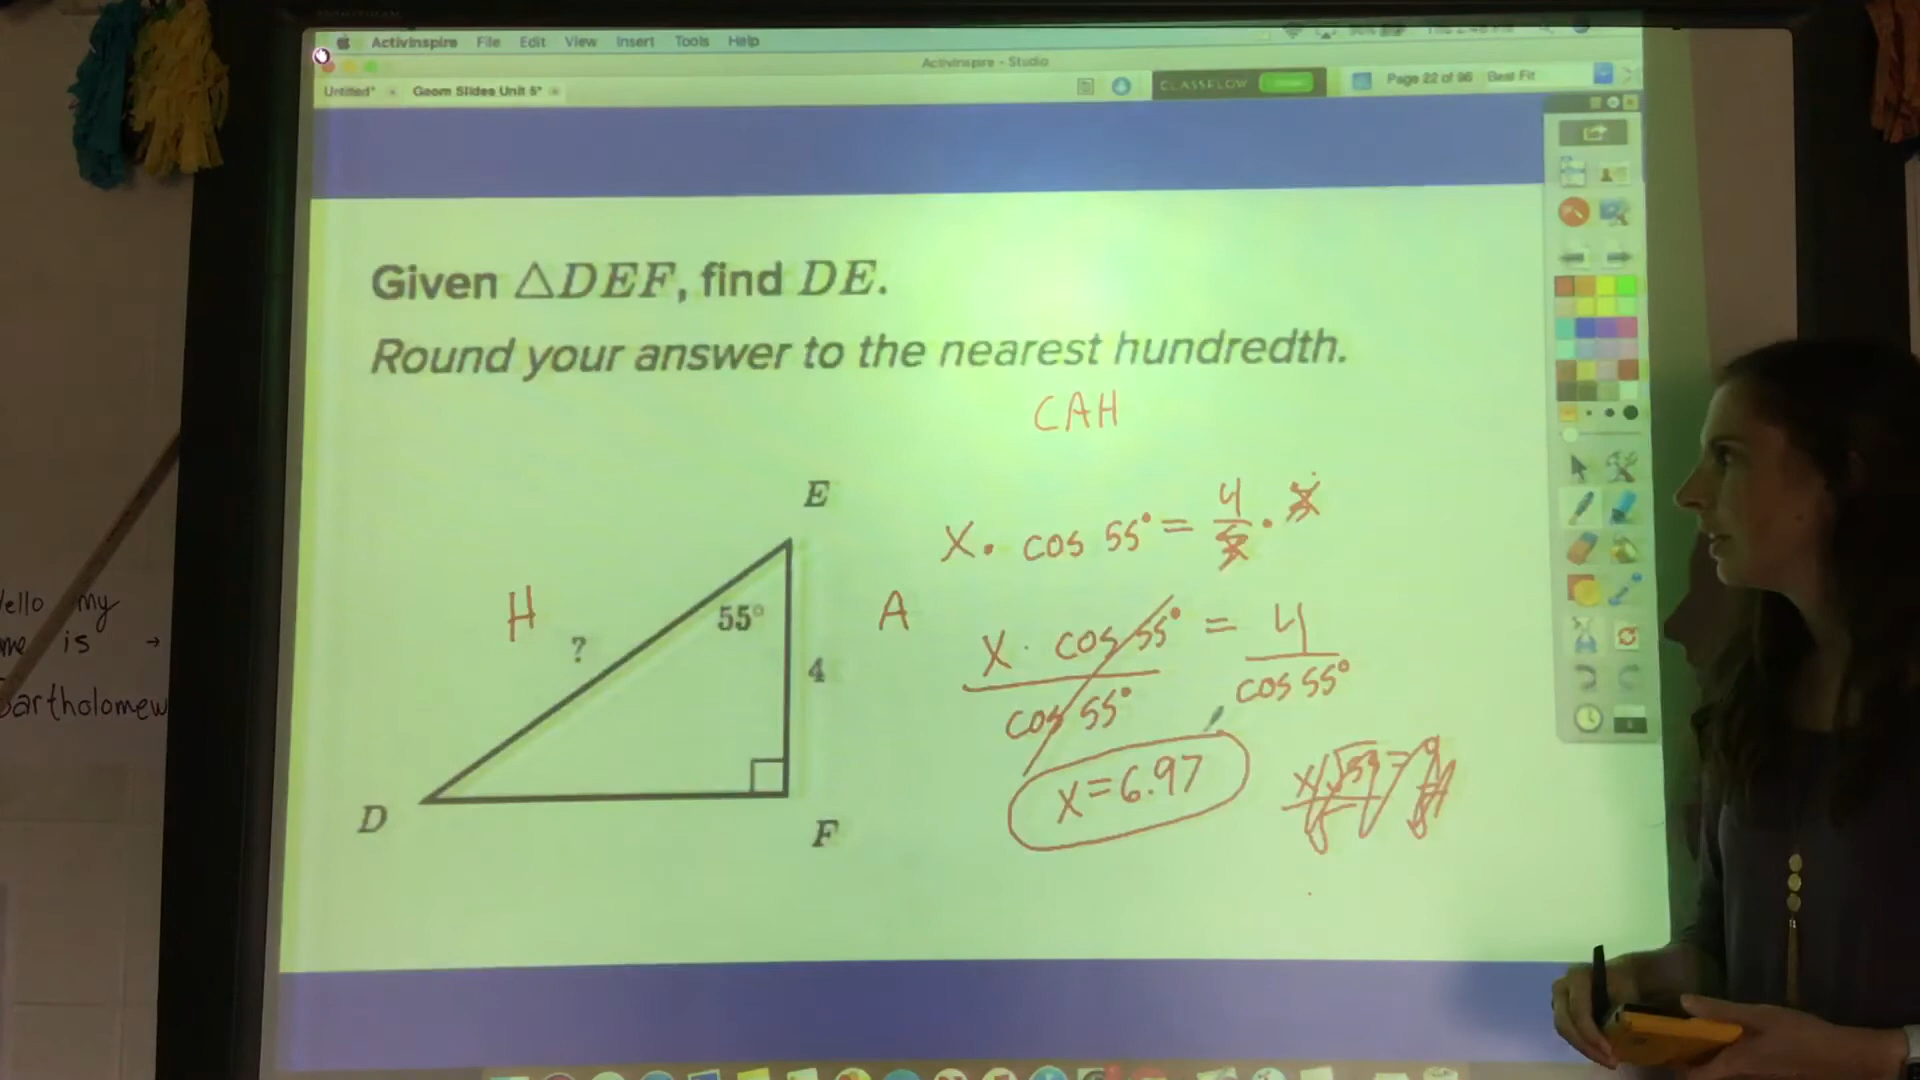 ActivInspire File Edit View Insert Tools Help
ActivInspire - Studio
Untitled* Geom Slides Unit 5*
CLASSFLOW
Page 22 of 96 Best Fit
Given △DEF, find DE.
Round your answer to the nearest hundredth.
CAH
E
X · cos 55° = 4/x · x
H
?
55°
A
4
X · cos 55° = 4
cos 55° cos 55°
x = 6.97
D
F
my
is →
Bartholomew